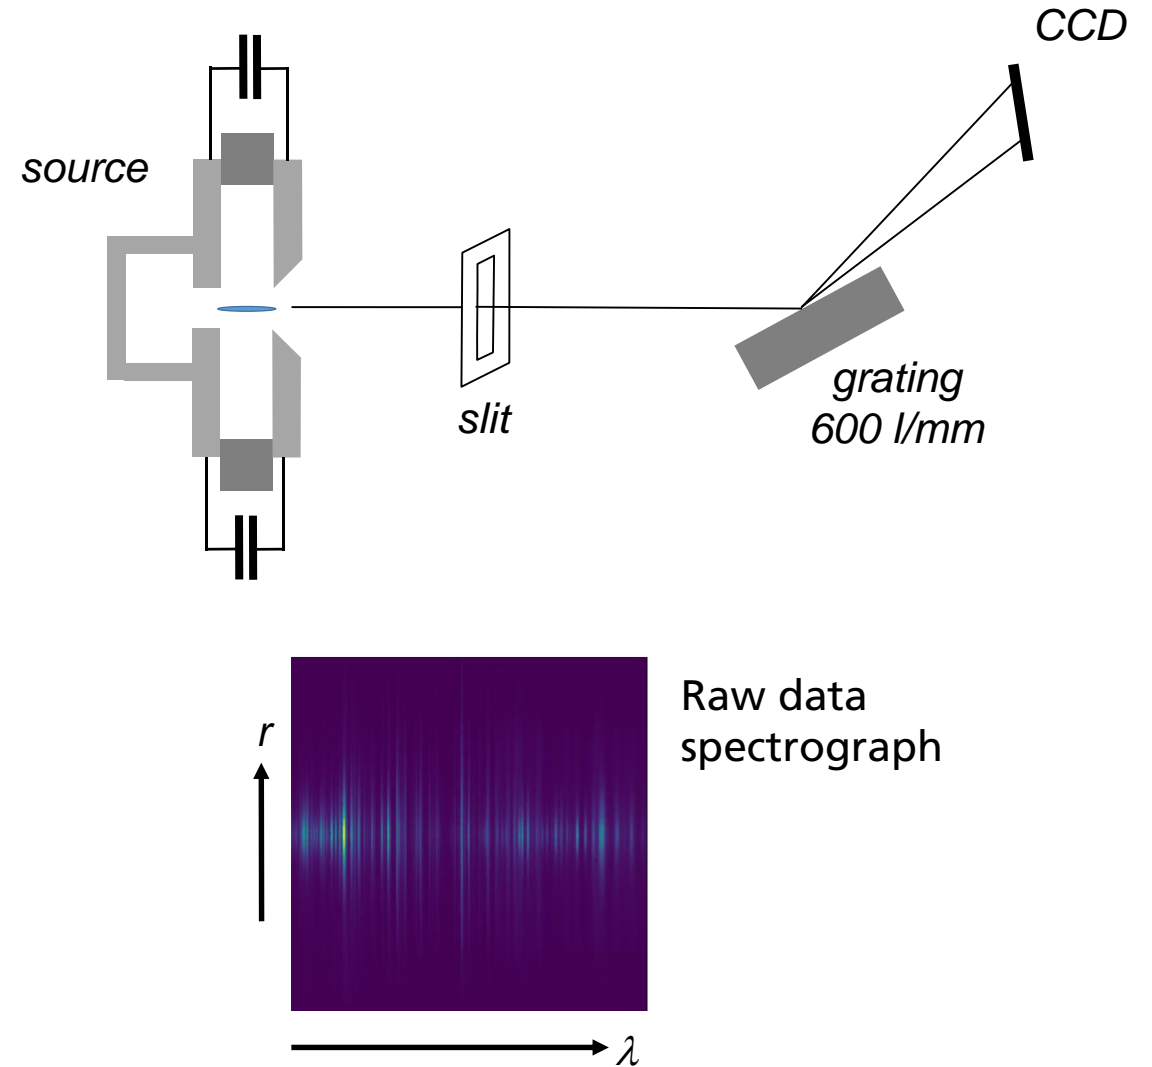 CCD
source
slit
grating
600 l/mm
Raw data
spectrograph
r
λ